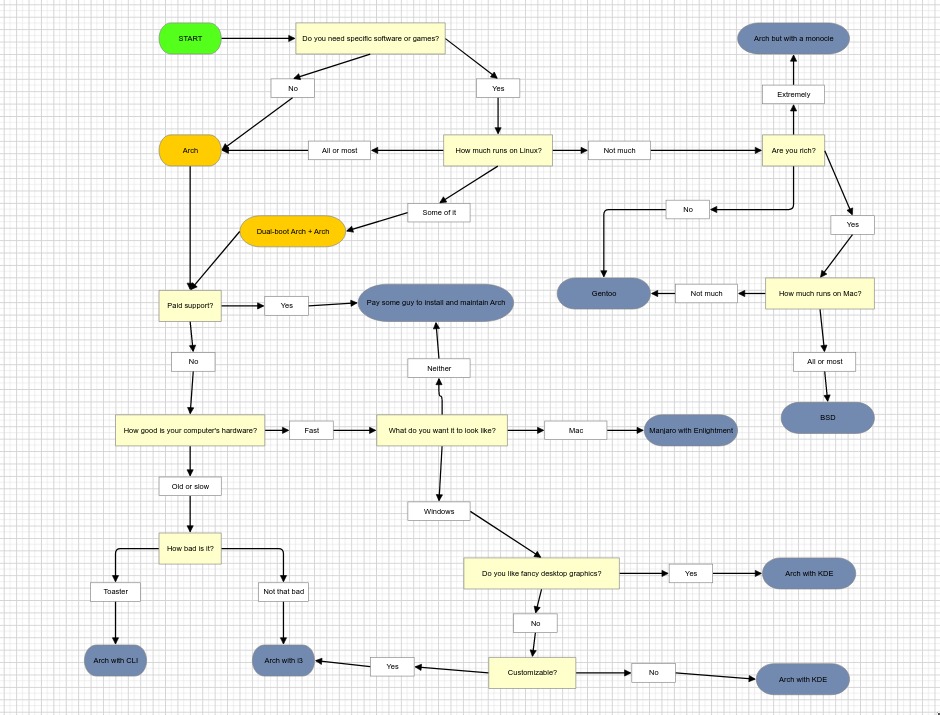 START
Do you need specific software or games?
Arch but with a monocle
No
Yes
Extremely
Arch
All or most
How much runs on Linux?
Not much
Are you rich?
Some of it
No
Yes
Dual-boot Arch + Arch
Paid support?
Yes
Pay some guy to install and maintain Arch
Gentoo
Not much
How much runs on Mac?
No
Neither
All or most
BSD
How good is your computer's hardware?
Fast
What do you want it to look like?
Mac
Manjaro with Enlightment
Old or slow
Windows
How bad is it?
Do you like fancy desktop graphics?
Yes
Arch with KDE
Toaster
Not that bad
No
Arch with CLI
Arch with i3
Yes
Customizable?
No
Arch with KDE